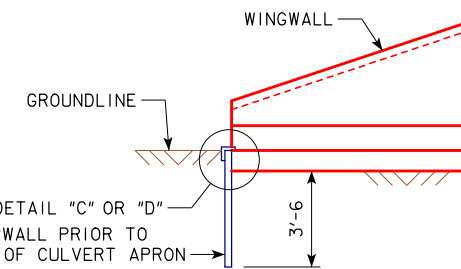 WINGWALL
GROUNDLINE
3'-6
DETAIL "C" OR "D"
WALL PRIOR TO
OF CULVERT APRON